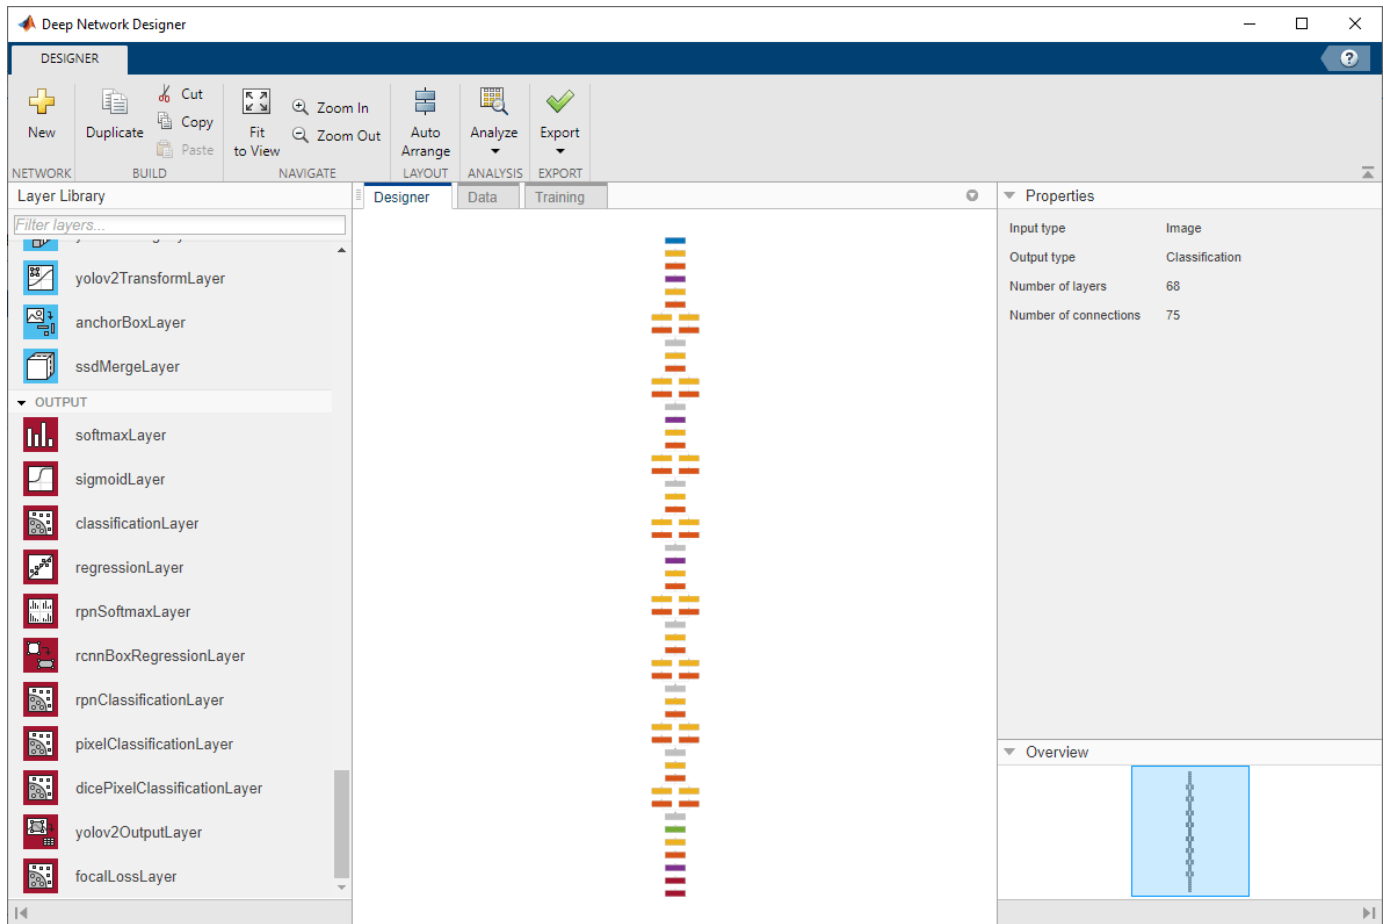 Deep Network Designer
DESIGNER
?
New
Duplicate
Cut
Copy
Paste
Fit
to View
Zoom In
Zoom Out
Auto
Arrange
Analyze
Export
NETWORK
BUILD
NAVIGATE
LAYOUT
ANALYSIS
EXPORT
Layer Library
Filter layers...
yolov2TransformLayer
anchorBoxLayer
ssdMergeLayer
OUTPUT
softmaxLayer
sigmoidLayer
classificationLayer
regressionLayer
rpnSoftmaxLayer
rcnnBoxRegressionLayer
rpnClassificationLayer
pixelClassificationLayer
dicePixelClassificationLayer
yolov2OutputLayer
focalLossLayer
Designer
Data
Training
Properties
Input type Image
Output type Classification
Number of layers 68
Number of connections 75
Overview